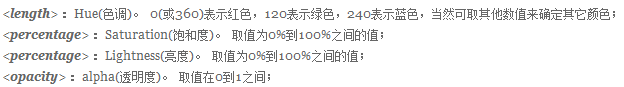 <length>：Hue(色调)。 0(或360)表示红色，120表示绿色，240表示蓝色，当然可取其他数值来确定其它颜色；
<percentage>：Saturation(饱和度)。 取值为0%到100%之间的值；
<percentage>：Lightness(亮度)。 取值为0%到100%之间的值；
<opacity>：alpha(透明度)。 取值在0到1之间；